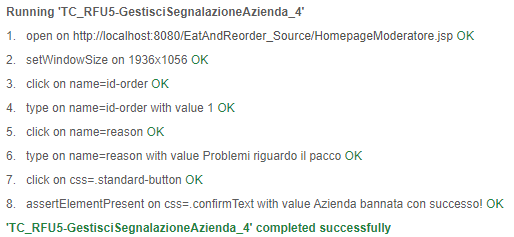 Running 'TC_RFU5-GestisciSegnalazioneAzienda_4'
1. open on http://localhost:8080/EatAndReorder_Source/HomepageModeratore.jsp OK
2. setWindowSize on 1936x1056 OK
3. click on name=id-order OK
4. type on name=id-order with value 1 OK
5. click on name=reason OK
6. type on name=reason with value Problemi riguardo il pacco OK
7. click on css=.standard-button OK
8. assertElementPresent on css=.confirmText with value Azienda bannata con successo! OK
'TC_RFU5-GestisciSegnalazioneAzienda_4' completed successfully